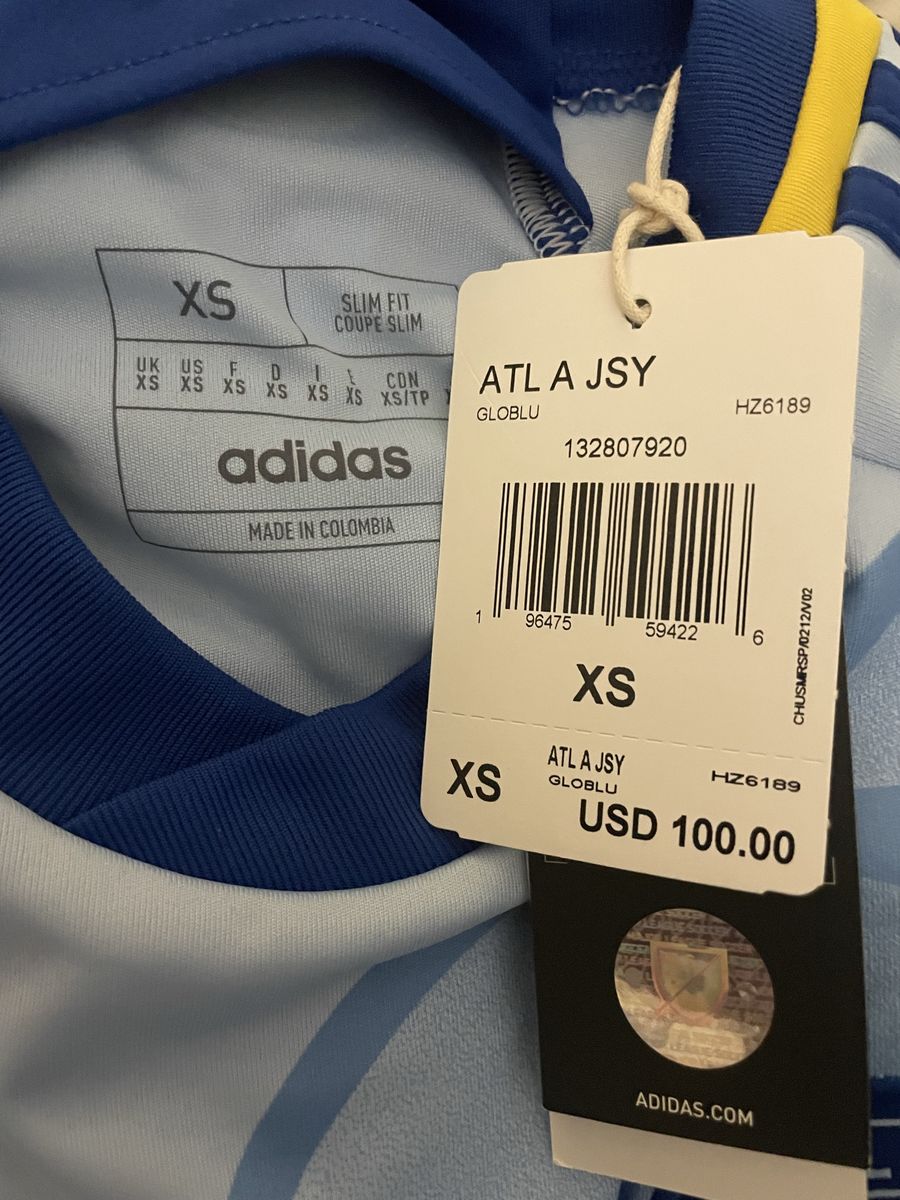 XS
SLIM FIT
COUPE SLIM
UK US F D I CDN
XS XS XS XS XS XS XS/TP
adidas
MADE IN COLOMBIA
ATL A JSY
GLOBLU HZ6189
132807920
1 96475 59422 6
XS
CHUSMRSP/0212/V02
XS ATL A JSY HZ6189
GLOBLU
USD 100.00
ADIDAS.COM